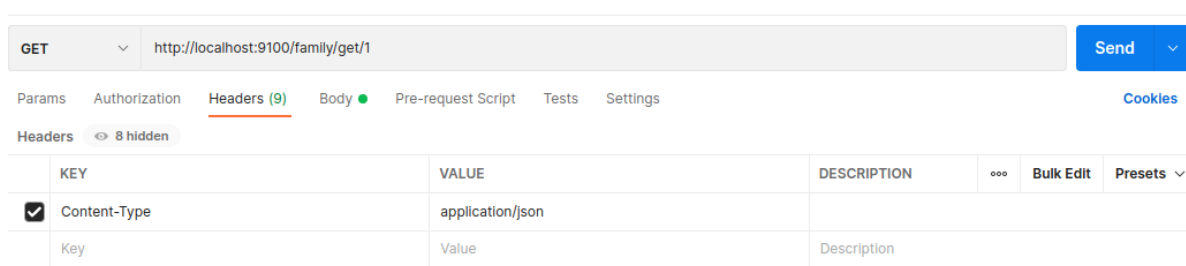 GET http://localhost:9100/family/get/1 Send
Params Authorization Headers (9) Body Pre-request Script Tests Settings Cookies
Headers 8 hidden
KEY VALUE DESCRIPTION ooo Bulk Edit Presets
Content-Type application/json
Key Value Description